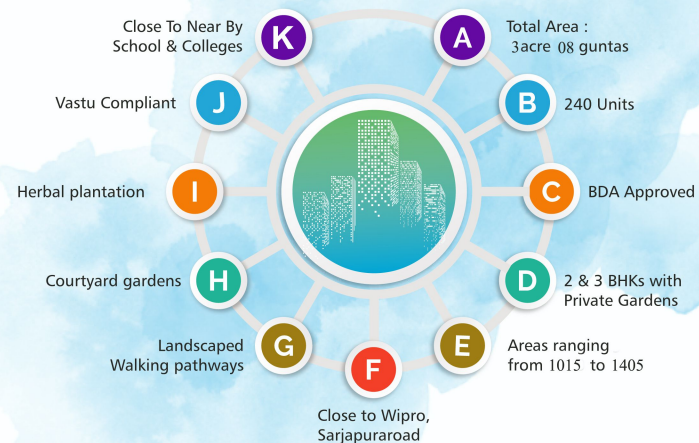 A
Total Area :
3acre 08 guntas
B
240 Units
C
BDA Approved
D
2 & 3 BHKs with
Private Gardens
E
Areas ranging
from 1015 to 1405
F
Close to Wipro,
Sarjapuraroad
G
Landscaped
Walking pathways
H
Courtyard gardens
I
Herbal plantation
J
Vastu Compliant
K
Close To Near By
School & Colleges